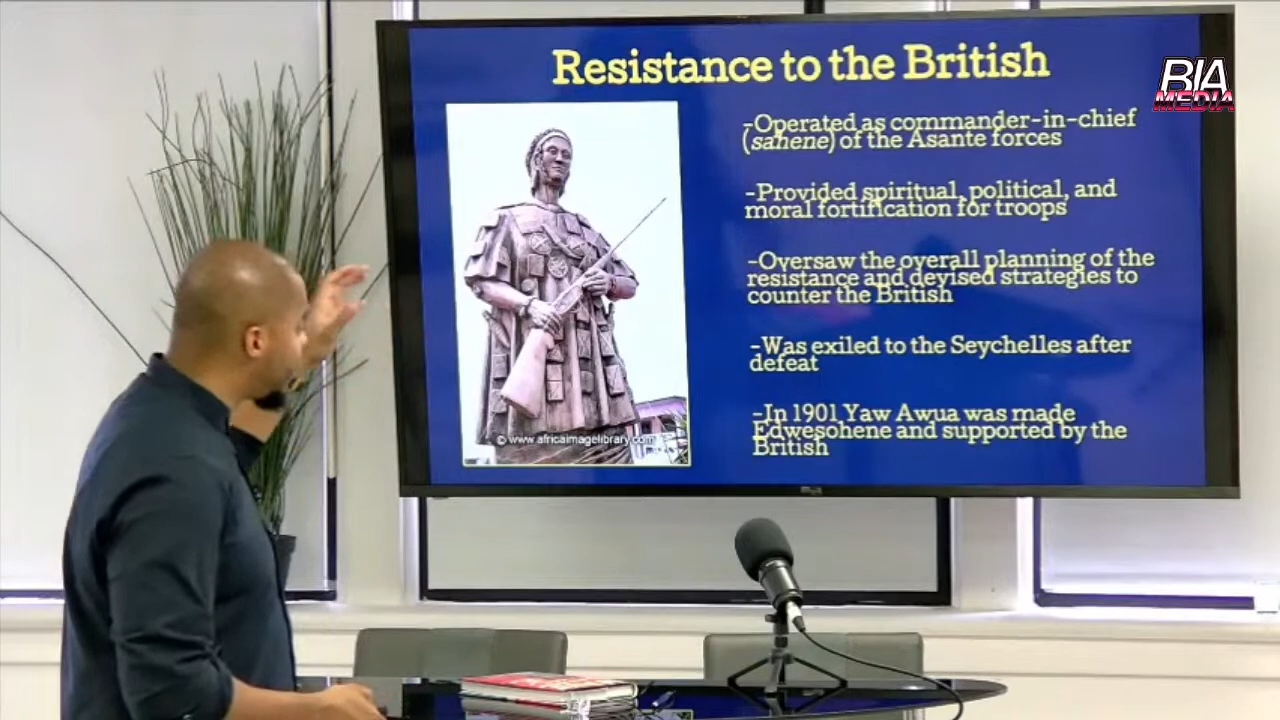 Resistance to the British
BIA
MEDIA
-Operated as commander-in-chief
(sahene) of the Asante forces
-Provided spiritual, political, and
moral fortification for troops
-Oversaw the overall planning of the
resistance and devised strategies to
counter the British
-Was exiled to the Seychelles after
defeat
-In 1901 Yaw Awua was made
Edwesohene and supported by the
British
© www.africaimagelibrary.com